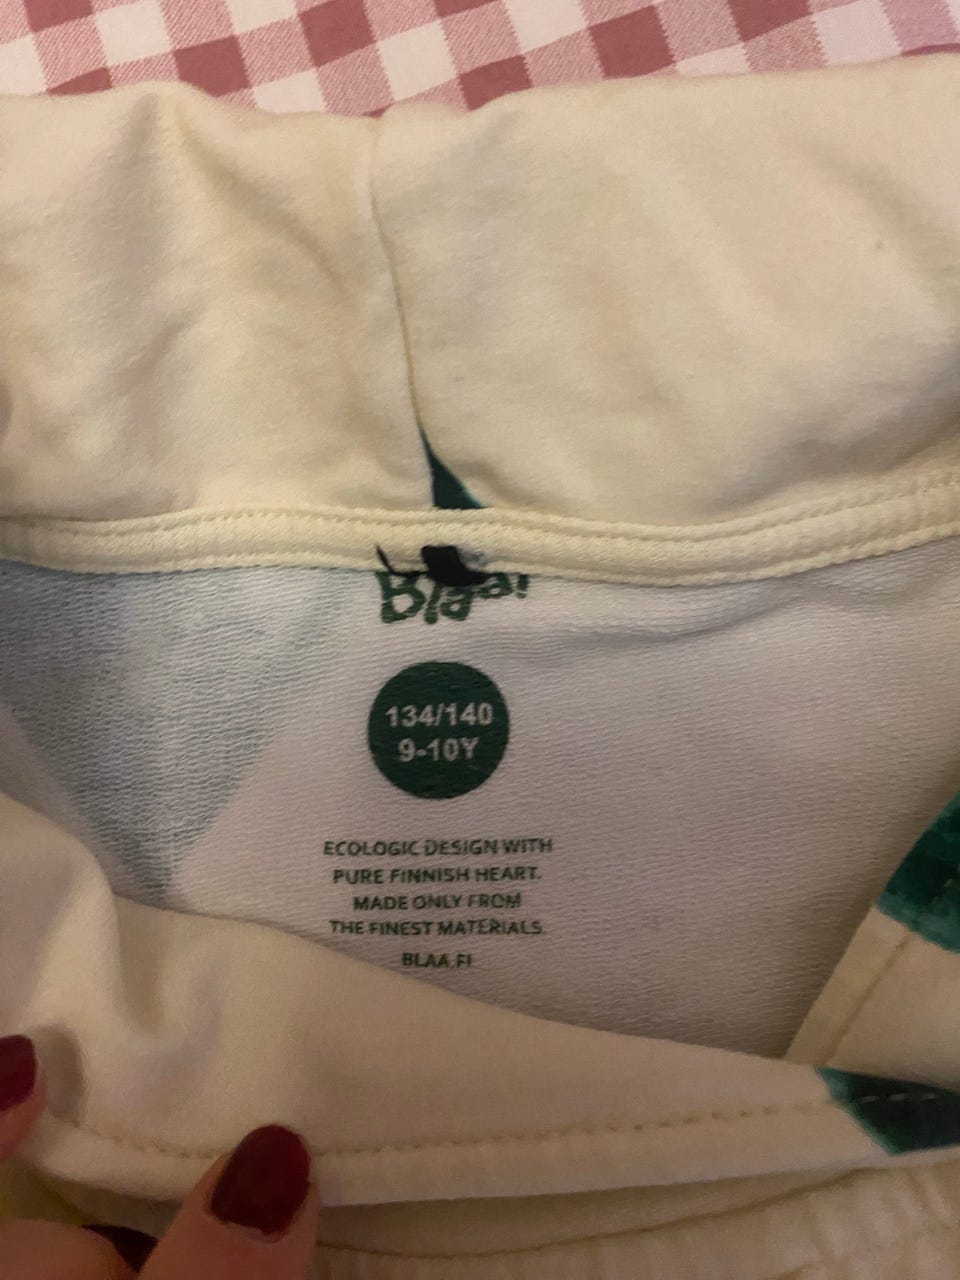 Blaa!
134/140
9-10Y
ECOLOGIC DESIGN WITH
PURE FINNISH HEART.
MADE ONLY FROM
THE FINEST MATERIALS.
BLAA.FI